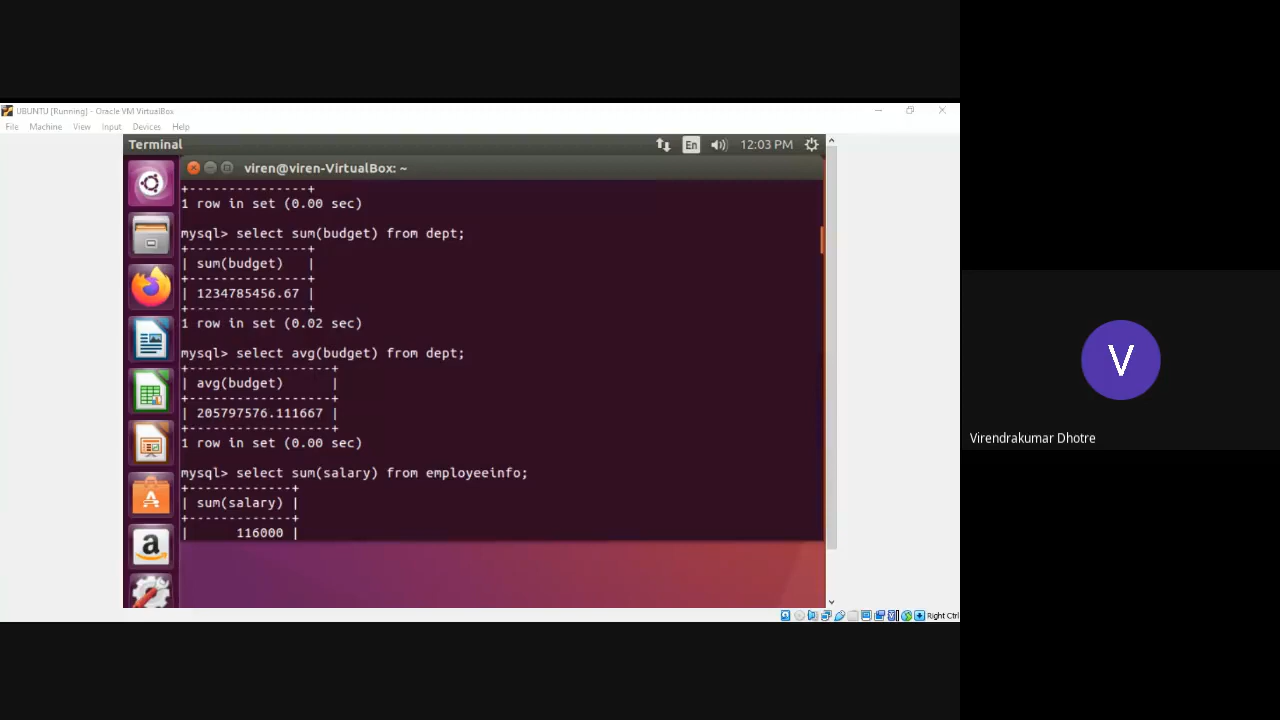 UBUNTU [Running] - Oracle VM VirtualBox
File Machine View Input Devices Help
Terminal
En
12:03 PM
viren@viren-VirtualBox: ~
+---------------+
1 row in set (0.00 sec)
mysql> select sum(budget) from dept;
+---------------+
| sum(budget)   |
+---------------+
| 1234785456.67 |
+---------------+
1 row in set (0.02 sec)
mysql> select avg(budget) from dept;
+------------------+
| avg(budget)      |
+------------------+
| 205797576.111667 |
+------------------+
1 row in set (0.00 sec)
mysql> select sum(salary) from employeeinfo;
+-------------+
| sum(salary) |
+-------------+
|      116000 |
a
Right Ctrl
V
Virendrakumar Dhotre